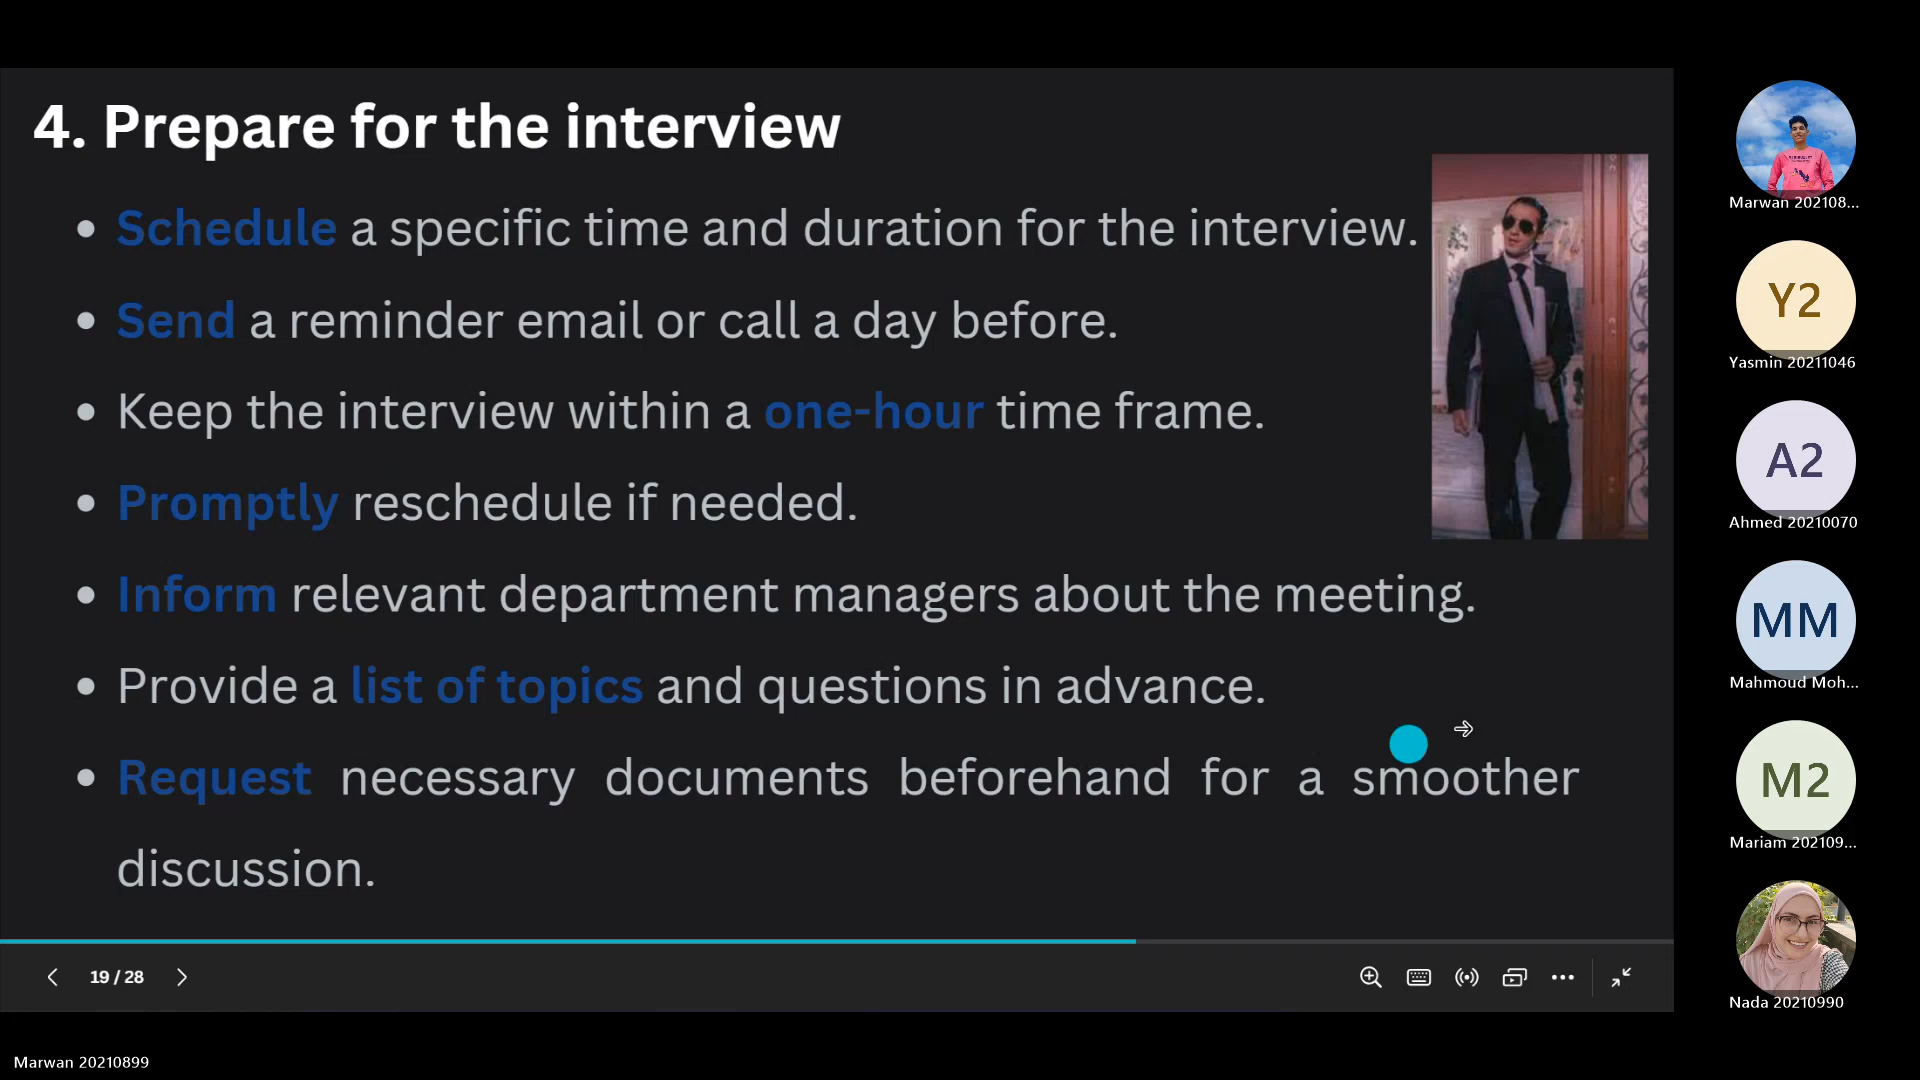 4. Prepare for the interview
• Schedule a specific time and duration for the interview.
• Send a reminder email or call a day before.
• Keep the interview within a one-hour time frame.
• Promptly reschedule if needed.
• Inform relevant department managers about the meeting.
• Provide a list of topics and questions in advance.
• Request necessary documents beforehand for a smoother
discussion.
19 / 28
Marwan 202108...
Y2
Yasmin 20211046
A2
Ahmed 20210070
MM
Mahmoud Moh...
M2
Mariam 202109...
Nada 20210990
Marwan 20210899